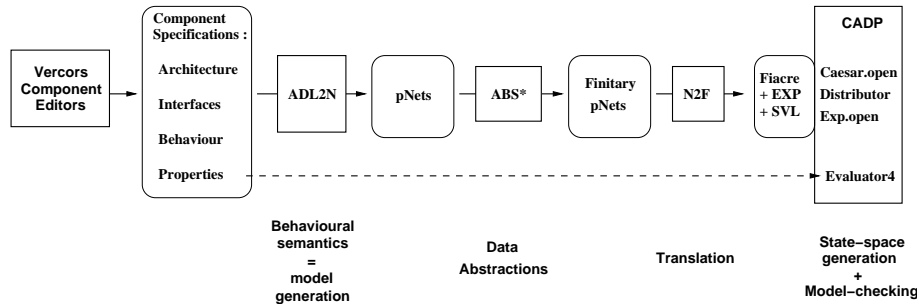 Vercors
Component
Editors
Component
Specifications :
Architecture
Interfaces
Behaviour
Properties
ADL2N
pNets
ABS*
Finitary
pNets
N2F
Fiacre
+ EXP
+ SVL
CADP
Caesar.open
Distributor
Exp.open
Evaluator4
Behavioural
semantics
=
model
generation
Data
Abstractions
Translation
State−space
generation
+
Model−checking